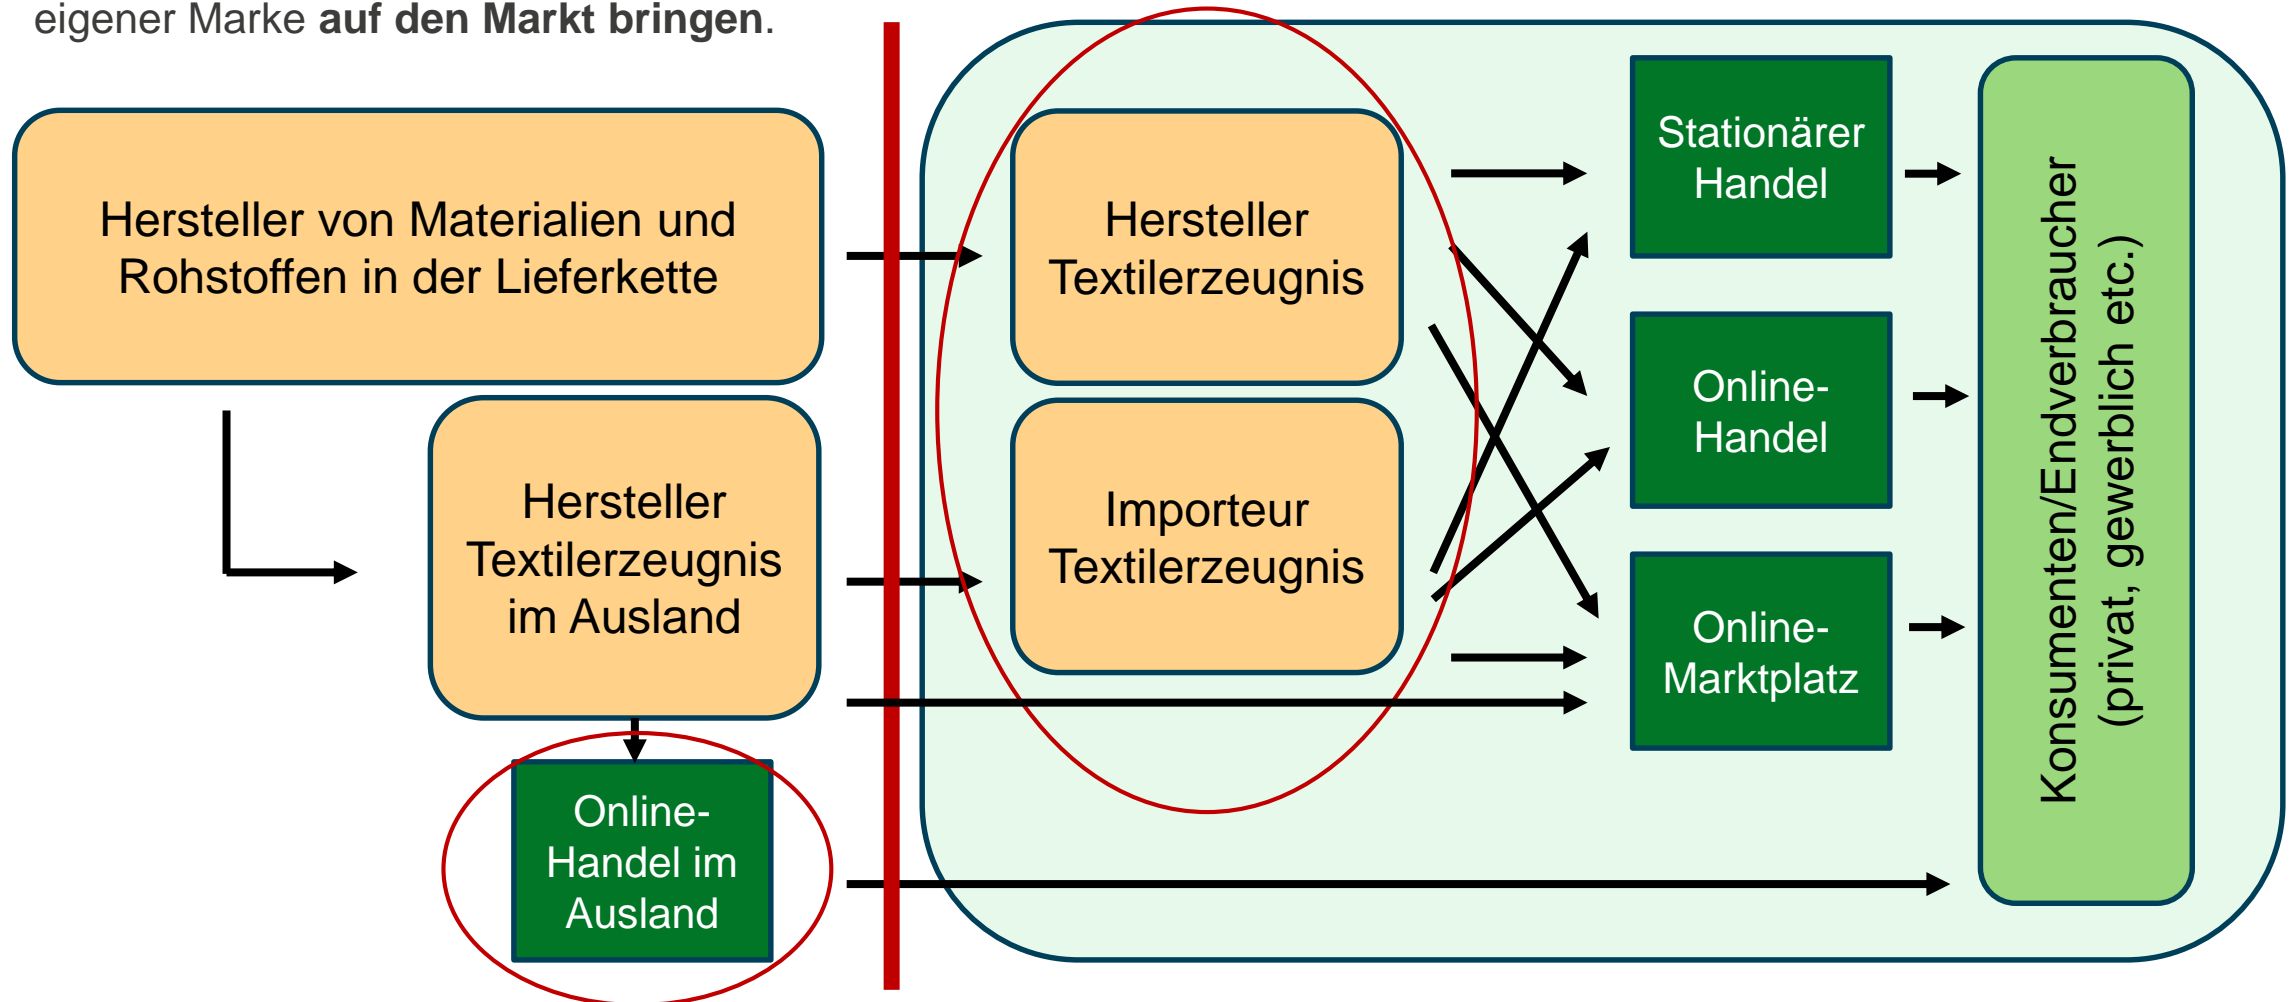 eigener Marke auf den Markt bringen.
Hersteller von Materialien und
Rohstoffen in der Lieferkette
Hersteller
Textilerzeugnis
im Ausland
Online-
Handel im
Ausland
Hersteller
Textilerzeugnis
Importeur
Textilerzeugnis
Stationärer
Handel
Online-
Handel
Online-
Marktplatz
Konsumenten/Endverbraucher
(privat, gewerblich etc.)